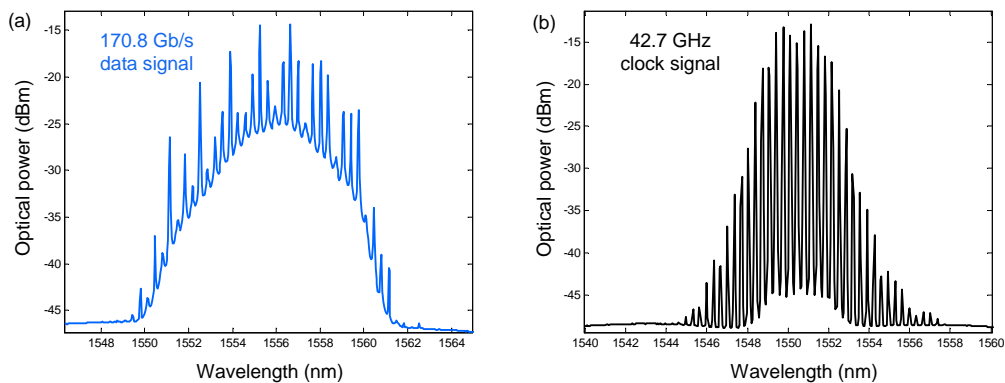 (a)
170.8 Gb/s
data signal
-15
-20
-25
-30
-35
-40
-45
Optical power (dBm)
1548 1550 1552 1554 1556 1558 1560 1562 1564
Wavelength (nm)
(b)
42.7 GHz
clock signal
-15
-20
-25
-30
-35
-40
-45
Optical power (dBm)
1540 1542 1544 1546 1548 1550 1552 1554 1556 1558 1560
Wavelength (nm)